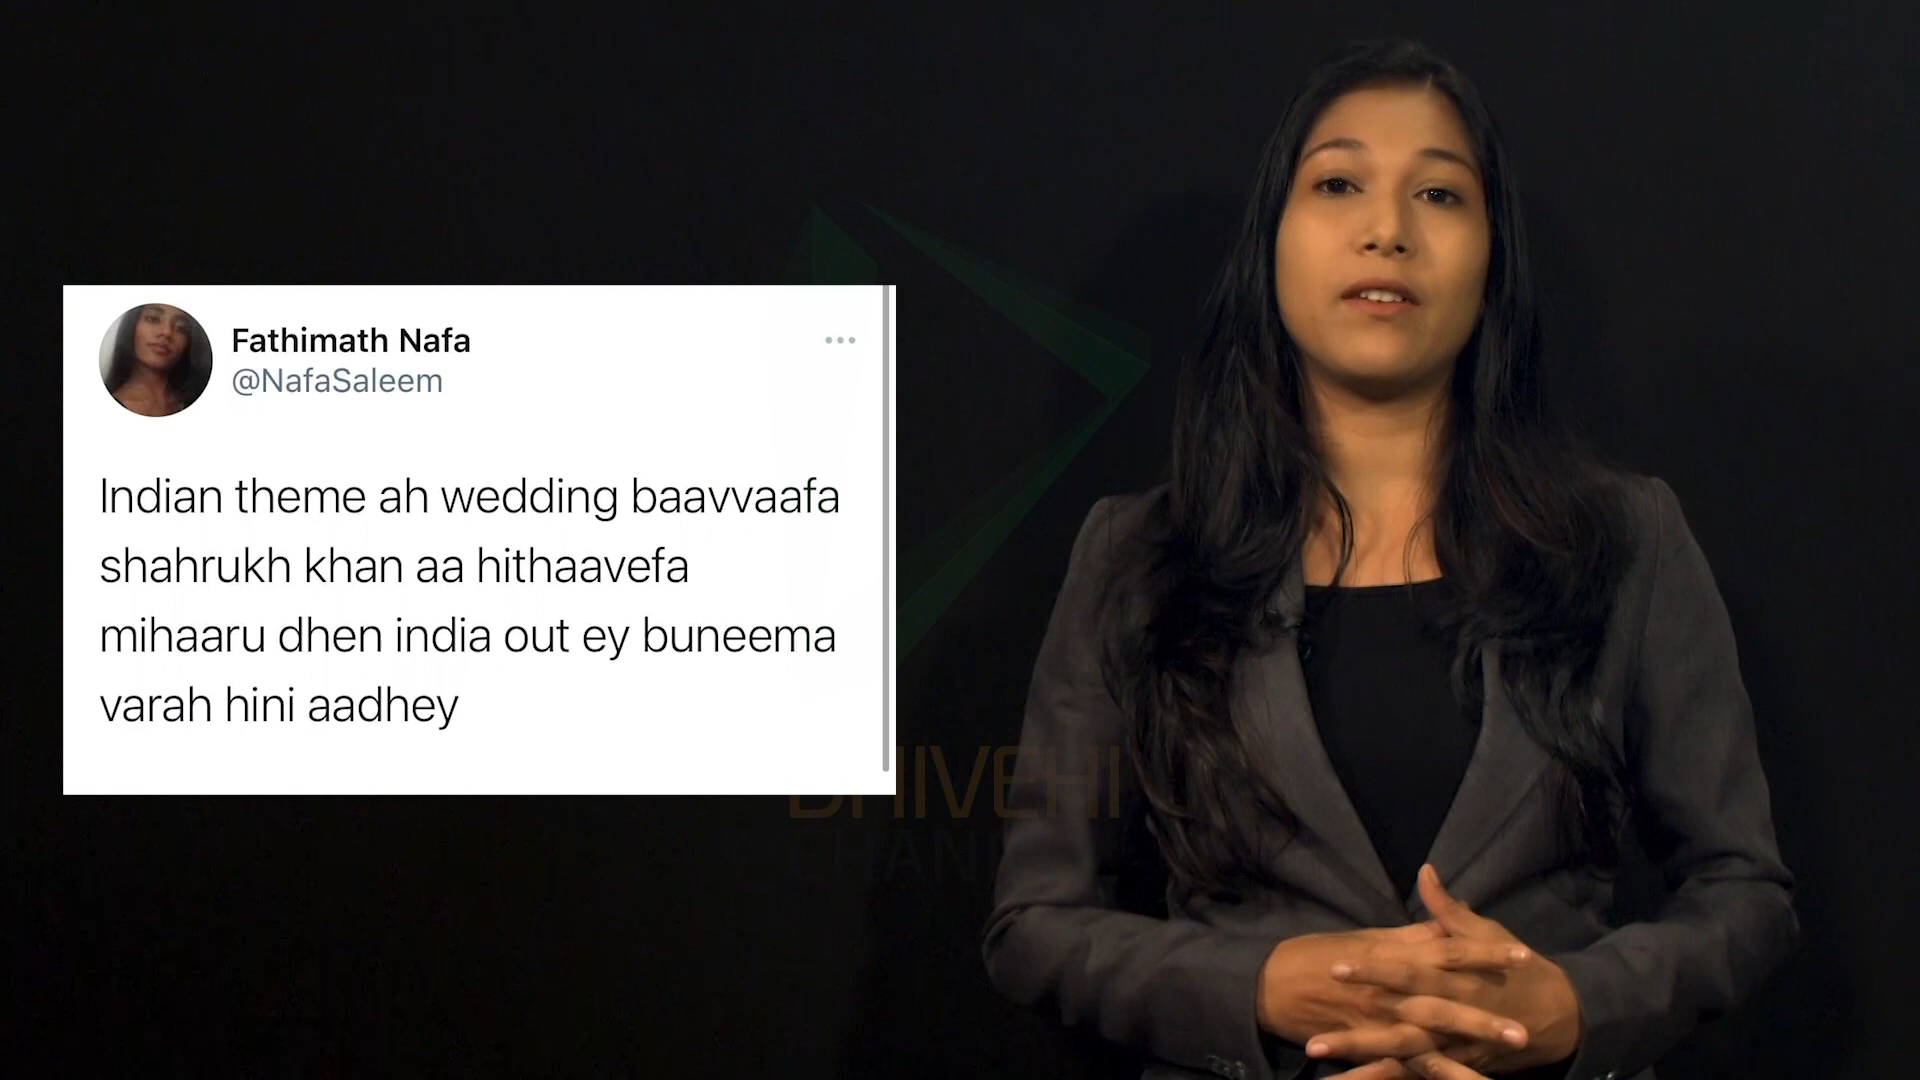 Fathimath Nafa
@NafaSaleem
Indian theme ah wedding baavvaafa
shahrukh khan aa hithaavefa
mihaaru dhen india out ey buneema
varah hini aadhey
DHIVEHI